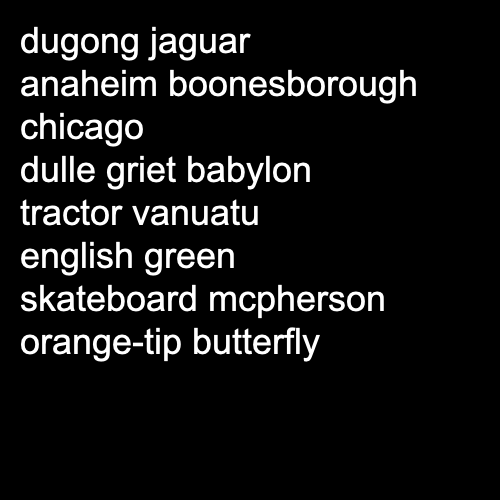 dugong jaguar
anaheim boonesborough
chicago
dulle griet babylon
tractor vanuatu
english green
skateboard mcpherson
orange-tip butterfly